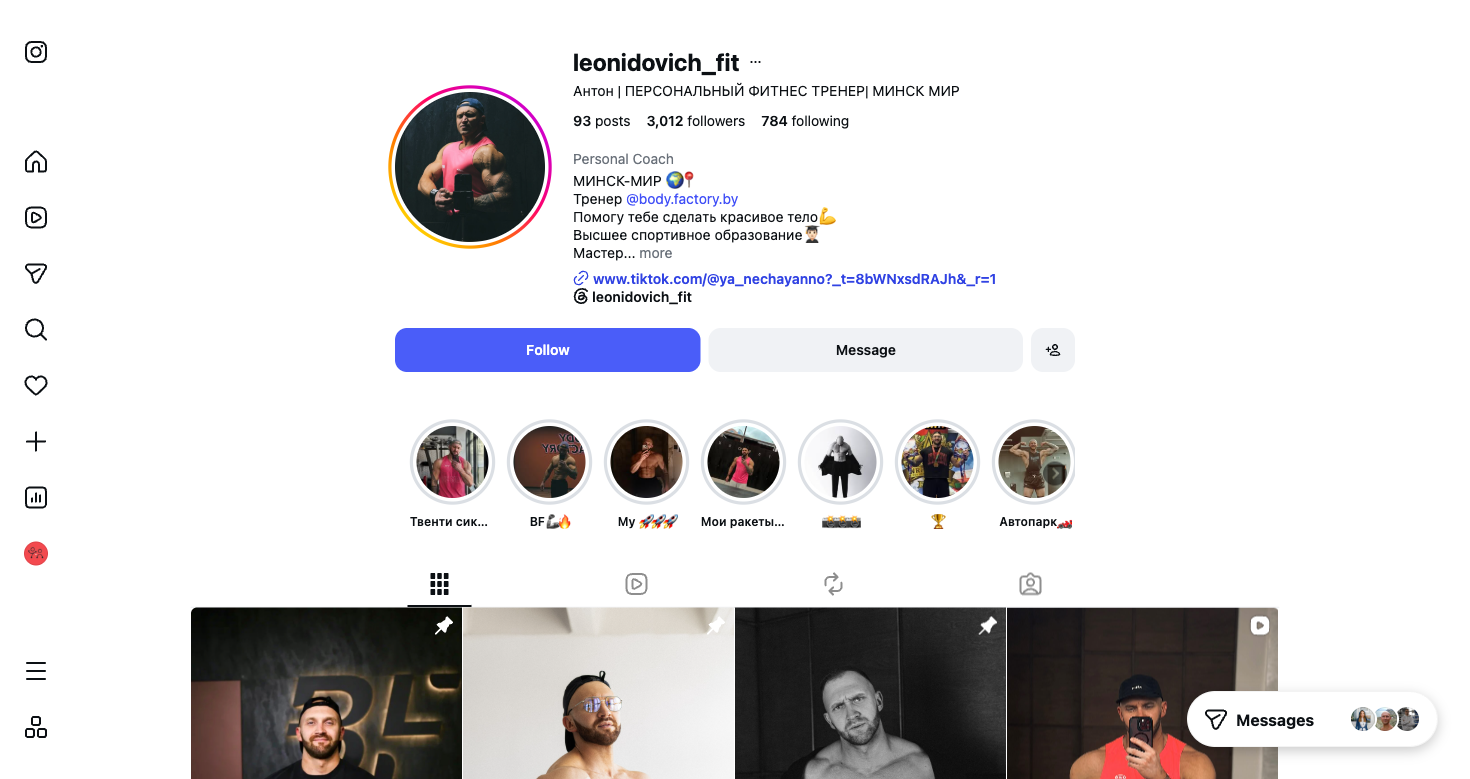 leonidovich_fit ...
Антон | ПЕРСОНАЛЬНЫЙ ФИТНЕС ТРЕНЕР| МИНСК МИР
93 posts 3,012 followers 784 following
Personal Coach
МИНСК-МИР 🌍📍
Тренер @body.factory.by
Помогу тебе сделать красивое тело💪
Высшее спортивное образование👨🏻‍🎓
Мастер... more
www.tiktok.com/@ya_nechayanno?_t=8bWNxsdRAJh&_r=1
leonidovich_fit
Follow Message
Твенти сик... BF🦾🔥 Му 🚀🚀🚀 Мои ракеты... 🏆 Автопарк🏎️
BL
Messages